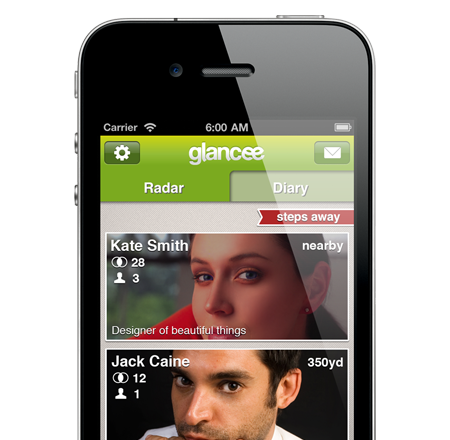 Carrier 6:00 AM
glancee
Radar Diary
steps away
Kate Smith nearby
28
3
Designer of beautiful things
Jack Caine 350yd
12
1